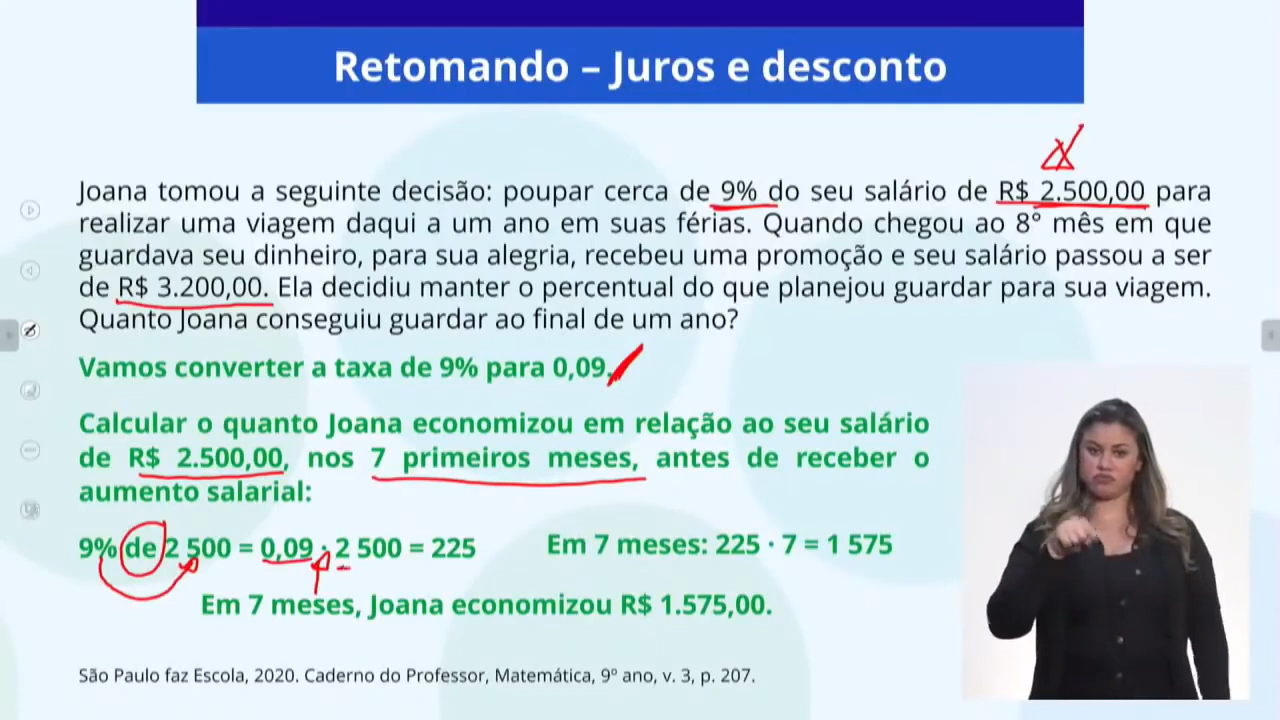 Retomando – Juros e desconto
Joana tomou a seguinte decisão: poupar cerca de 9% do seu salário de R$ 2.500,00 para
realizar uma viagem daqui a um ano em suas férias. Quando chegou ao 8° mês em que
guardava seu dinheiro, para sua alegria, recebeu uma promoção e seu salário passou a ser
de R$ 3.200,00. Ela decidiu manter o percentual do que planejou guardar para sua viagem.
Quanto Joana conseguiu guardar ao final de um ano?
Vamos converter a taxa de 9% para 0,09.
Calcular o quanto Joana economizou em relação ao seu salário
de R$ 2.500,00, nos 7 primeiros meses, antes de receber o
aumento salarial:
9% de 2 500 = 0,09 · 2 500 = 225
Em 7 meses: 225 · 7 = 1 575
Em 7 meses, Joana economizou R$ 1.575,00.
São Paulo faz Escola, 2020. Caderno do Professor, Matemática, 9º ano, v. 3, p. 207.